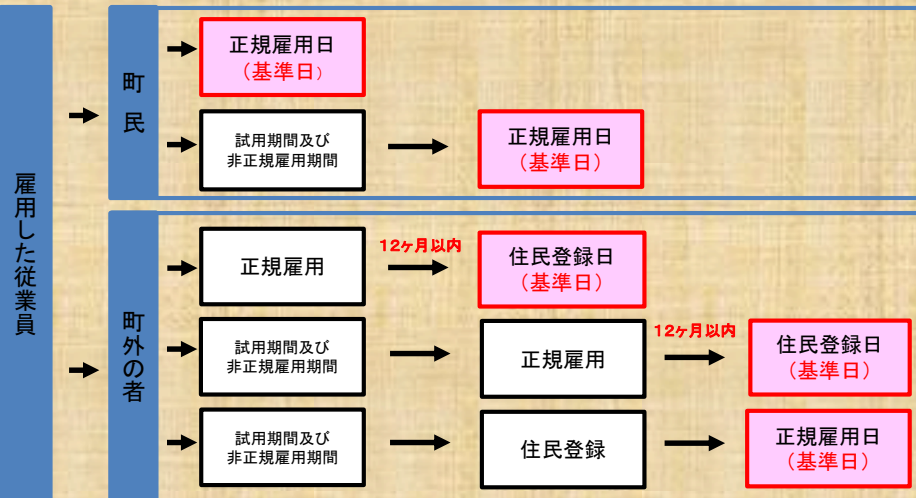 雇用した従業員
町民
正規雇用日
（基準日）
試用期間及び
非正規雇用期間
正規雇用日
（基準日）
町外の者
正規雇用
12ヶ月以内
住民登録日
（基準日）
試用期間及び
非正規雇用期間
正規雇用
12ヶ月以内
住民登録日
（基準日）
試用期間及び
非正規雇用期間
住民登録
正規雇用日
（基準日）